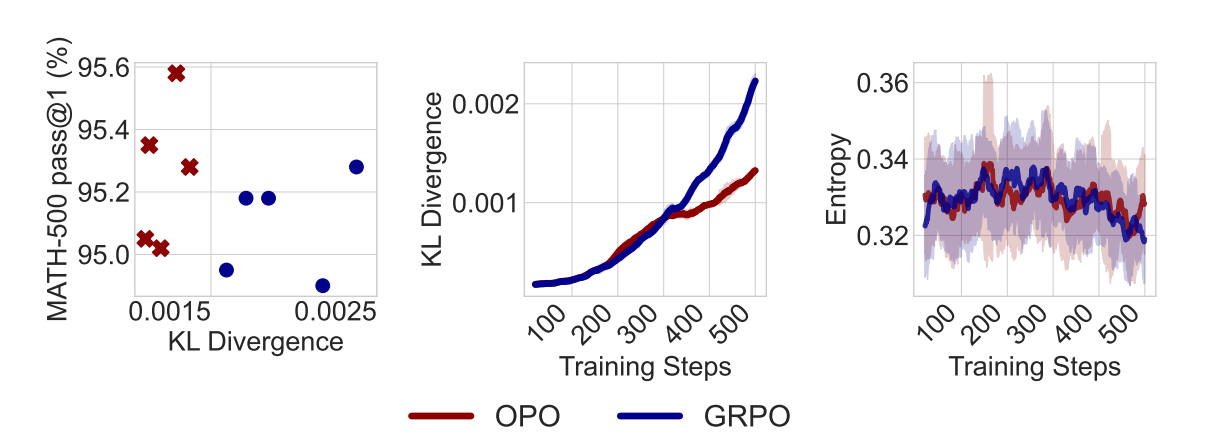 MATH-500 pass@1 (%)
95.6
95.4
95.2
95.0
0.0015
0.0025
KL Divergence
KL Divergence
0.002
0.001
100
200
300
400
500
Training Steps
Entropy
0.36
0.34
0.32
100
200
300
400
500
Training Steps
OPO
GRPO